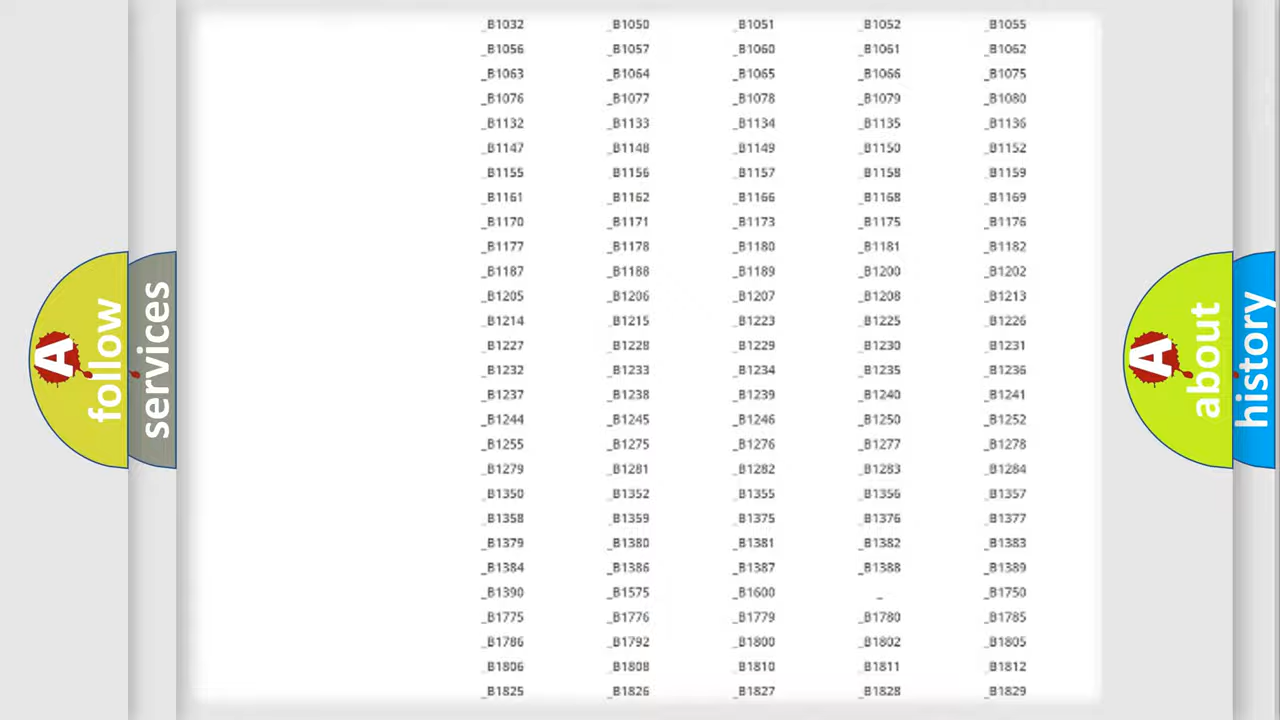 _B1032 _B1050 _B1051 _B1052 _B1055
_B1056 _B1057 _B1060 _B1061 _B1062
_B1063 _B1064 _B1065 _B1066 _B1075
_B1076 _B1077 _B1078 _B1079 _B1080
_B1132 _B1133 _B1134 _B1135 _B1136
_B1147 _B1148 _B1149 _B1150 _B1152
_B1155 _B1156 _B1157 _B1158 _B1159
_B1161 _B1162 _B1166 _B1168 _B1169
_B1170 _B1171 _B1173 _B1175 _B1176
_B1177 _B1178 _B1180 _B1181 _B1182
_B1187 _B1188 _B1189 _B1200 _B1202
_B1205 _B1206 _B1207 _B1208 _B1213
_B1214 _B1215 _B1223 _B1225 _B1226
_B1227 _B1228 _B1229 _B1230 _B1231
_B1232 _B1233 _B1234 _B1235 _B1236
_B1237 _B1238 _B1239 _B1240 _B1241
_B1244 _B1245 _B1246 _B1250 _B1252
_B1255 _B1275 _B1276 _B1277 _B1278
_B1279 _B1281 _B1282 _B1283 _B1284
_B1350 _B1352 _B1355 _B1356 _B1357
_B1358 _B1359 _B1375 _B1376 _B1377
_B1379 _B1380 _B1381 _B1382 _B1383
_B1384 _B1386 _B1387 _B1388 _B1389
_B1390 _B1575 _B1600 _ _B1750
_B1775 _B1776 _B1779 _B1780 _B1785
_B1786 _B1792 _B1800 _B1802 _B1805
_B1806 _B1808 _B1810 _B1811 _B1812
_B1825 _B1826 _B1827 _B1828 _B1829
A follow
services
A about
history